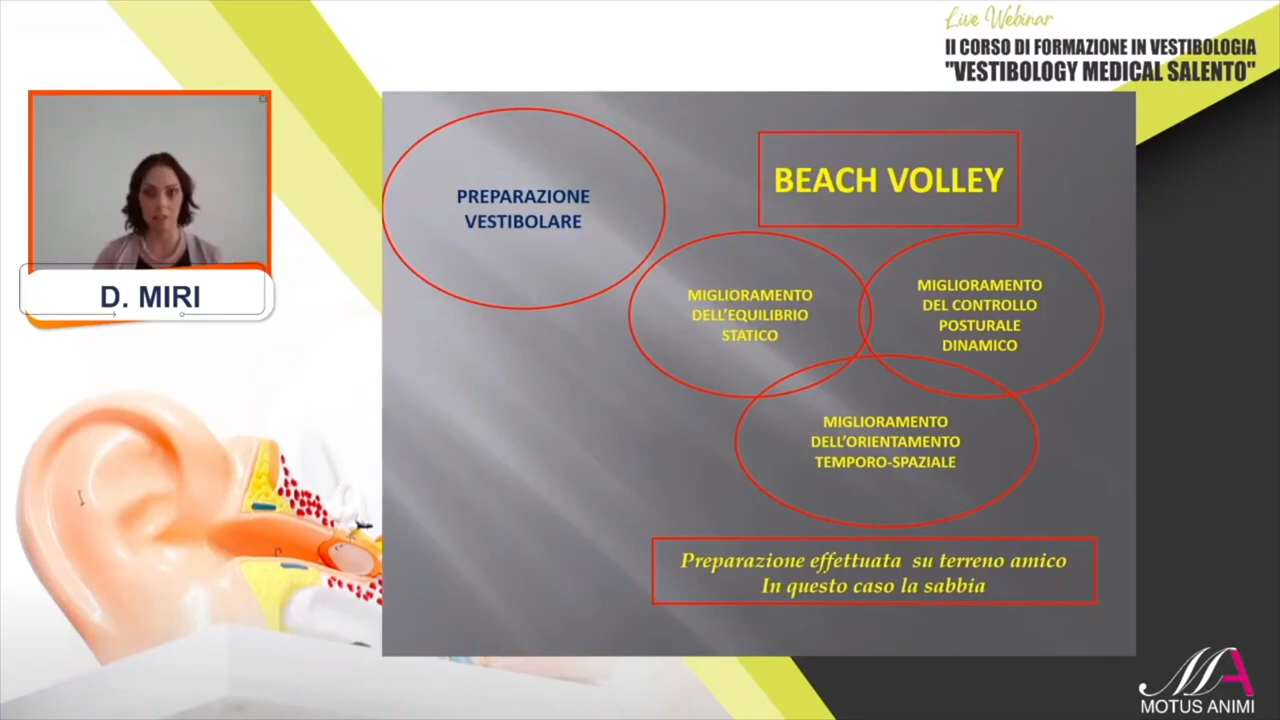 Live Webinar
II CORSO DI FORMAZIONE IN VESTIBOLOGIA
"VESTIBOLOGY MEDICAL SALENTO"
D. MIRI
PREPARAZIONE
VESTIBOLARE
BEACH VOLLEY
MIGLIORAMENTO
DELL'EQUILIBRIO
STATICO
MIGLIORAMENTO
DEL CONTROLLO
POSTURALE
DINAMICO
MIGLIORAMENTO
DELL'ORIENTAMENTO
TEMPORO-SPAZIALE
Preparazione effettuata su terreno amico
In questo caso la sabbia
MA
MOTUS ANIMI